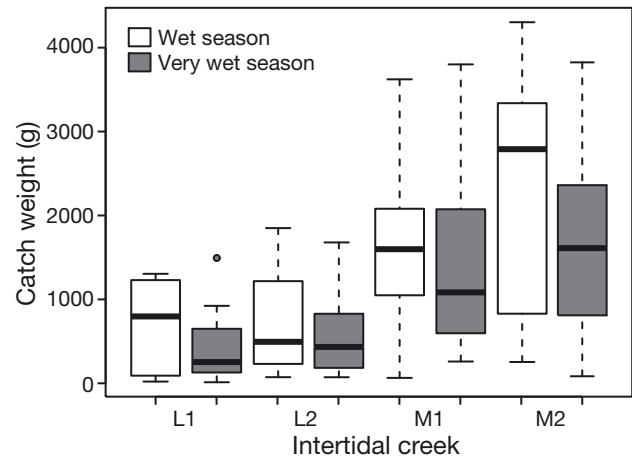 Wet season
Very wet season
4000
3000
2000
1000
0
Catch weight (g)
L1 L2 M1 M2
Intertidal creek